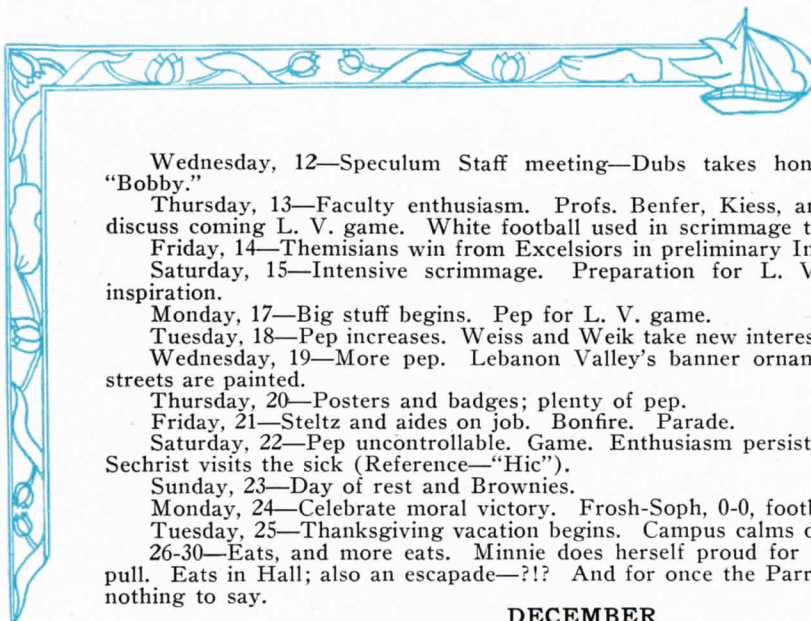 Wednesday, 12—Speculum Staff meeting—Dubs takes
"Bobby."
Thursday, 13—Faculty enthusiasm. Profs. Benfer, Kiess,
discuss coming L. V. game. White football used in scrimmage
Friday, 14—Themisians win from Excelsiors in preliminary
Saturday, 15—Intensive scrimmage. Preparation for L.
inspiration.
Monday, 17—Big stuff begins. Pep for L. V. game.
Tuesday, 18—Pep increases. Weiss and Weik take new
Wednesday, 19—More pep. Lebanon Valley's banner
streets are painted.
Thursday, 20—Posters and badges; plenty of pep.
Friday, 21—Steltz and aides on job. Bonfire. Parade.
Saturday, 22—Pep uncontrollable. Game. Enthusiasm
Sechrist visits the sick (Reference—"Hic").
Sunday, 23—Day of rest and Brownies.
Monday, 24—Celebrate moral victory. Frosh-Soph, 0-0,
Tuesday, 25—Thanksgiving vacation begins. Campus calms
26-30—Eats, and more eats. Minnie does herself proud for
pull. Eats in Hall; also an escapade—?!? And for once the
nothing to say.
DECEMBER